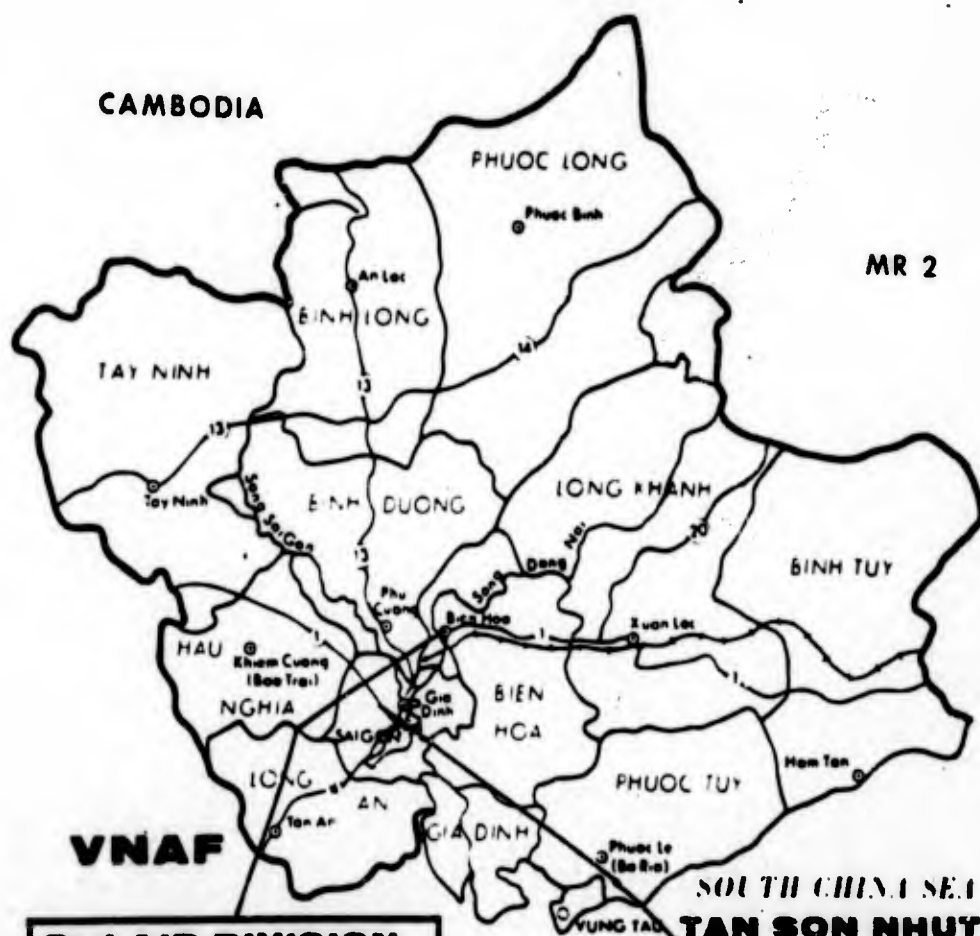 CAMBODIA
PHUOC LONG
Phuoc Binh
MR 2
An Loc
BINH LONG
TAY NINH
14
13
13
Tay Ninh
Song SaiGon
BINH DUONG
LONG KHANH
20
Song Dong Nai
BINH TUY
13
Phu Cuong
Bien Hoa
1
Xuan Loc
1
HAU NGHIA
Khiem Cuong
(Bao Trai)
Gia Dinh
BIEN HOA
1
SAIGON
LONG AN
4
PHUOC TUY
Ham Tan
Tan An
GIA DINH
VNAF
Phuoc Le
(Ba Ria)
SOUTH CHINA SEA
VUNG TAU
TAN SON NHUT
AIR DIVISION